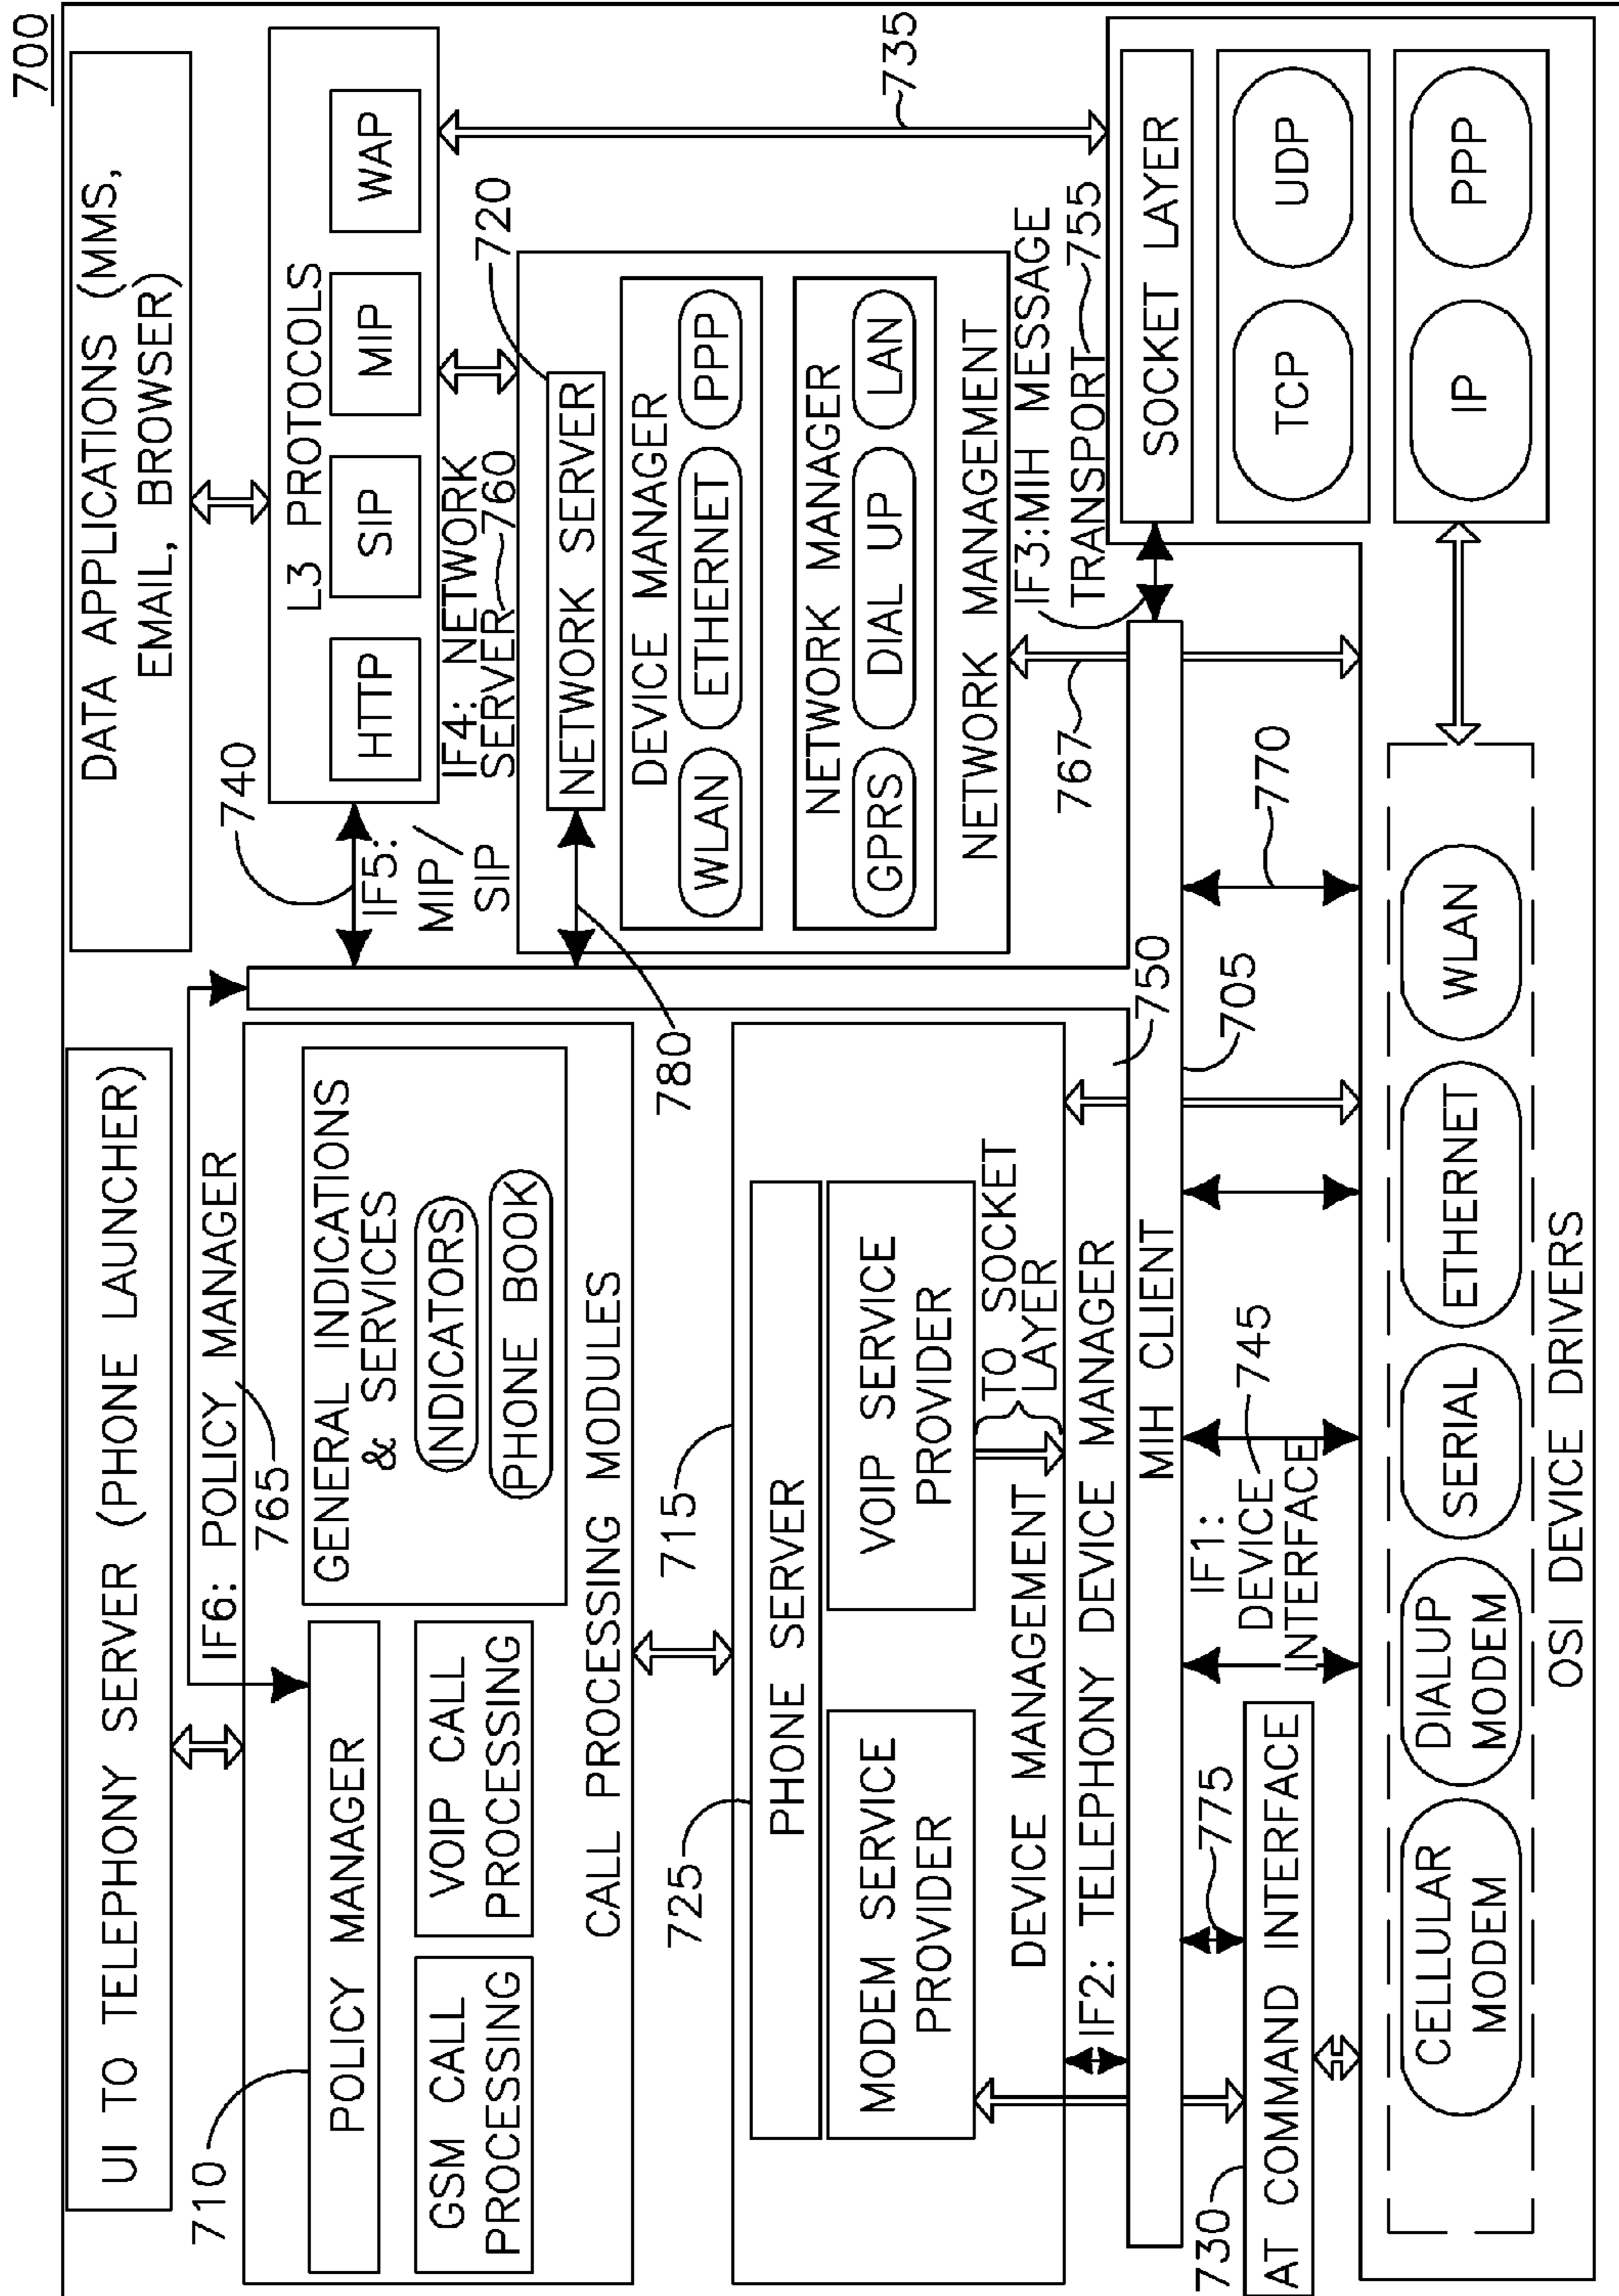 700
UI TO TELEPHONY SERVER (PHONE LAUNCHER)
DATA APPLICATIONS (MMS,
EMAIL, BROWSER)
IF6: POLICY MANAGER
765
710
POLICY MANAGER
GSM CALL
PROCESSING
VOIP CALL
PROCESSING
GENERAL INDICATIONS
& SERVICES
INDICATORS
PHONE BOOK
CALL PROCESSING MODULES
740
L3 PROTOCOLS
HTTP
SIP
MIP
WAP
IF5:
MIP/
SIP
IF4: NETWORK
SERVER
760
720
735
780
NETWORK SERVER
DEVICE MANAGER
WLAN
ETHERNET
PPP
NETWORK MANAGER
GPRS
DIAL UP
LAN
NETWORK MANAGEMENT
725
715
PHONE SERVER
MODEM SERVICE
PROVIDER
VOIP SERVICE
PROVIDER
TO SOCKET
LAYER
DEVICE MANAGEMENT
IF2: TELEPHONY DEVICE MANAGER
750
705
MIH CLIENT
767
IF3:MIH MESSAGE
TRANSPORT
755
730
AT COMMAND INTERFACE
775
IF1:
DEVICE
INTERFACE
745
770
SOCKET LAYER
TCP
UDP
IP
PPP
CELLULAR
MODEM
DIALUP
MODEM
SERIAL
ETHERNET
WLAN
OSI DEVICE DRIVERS